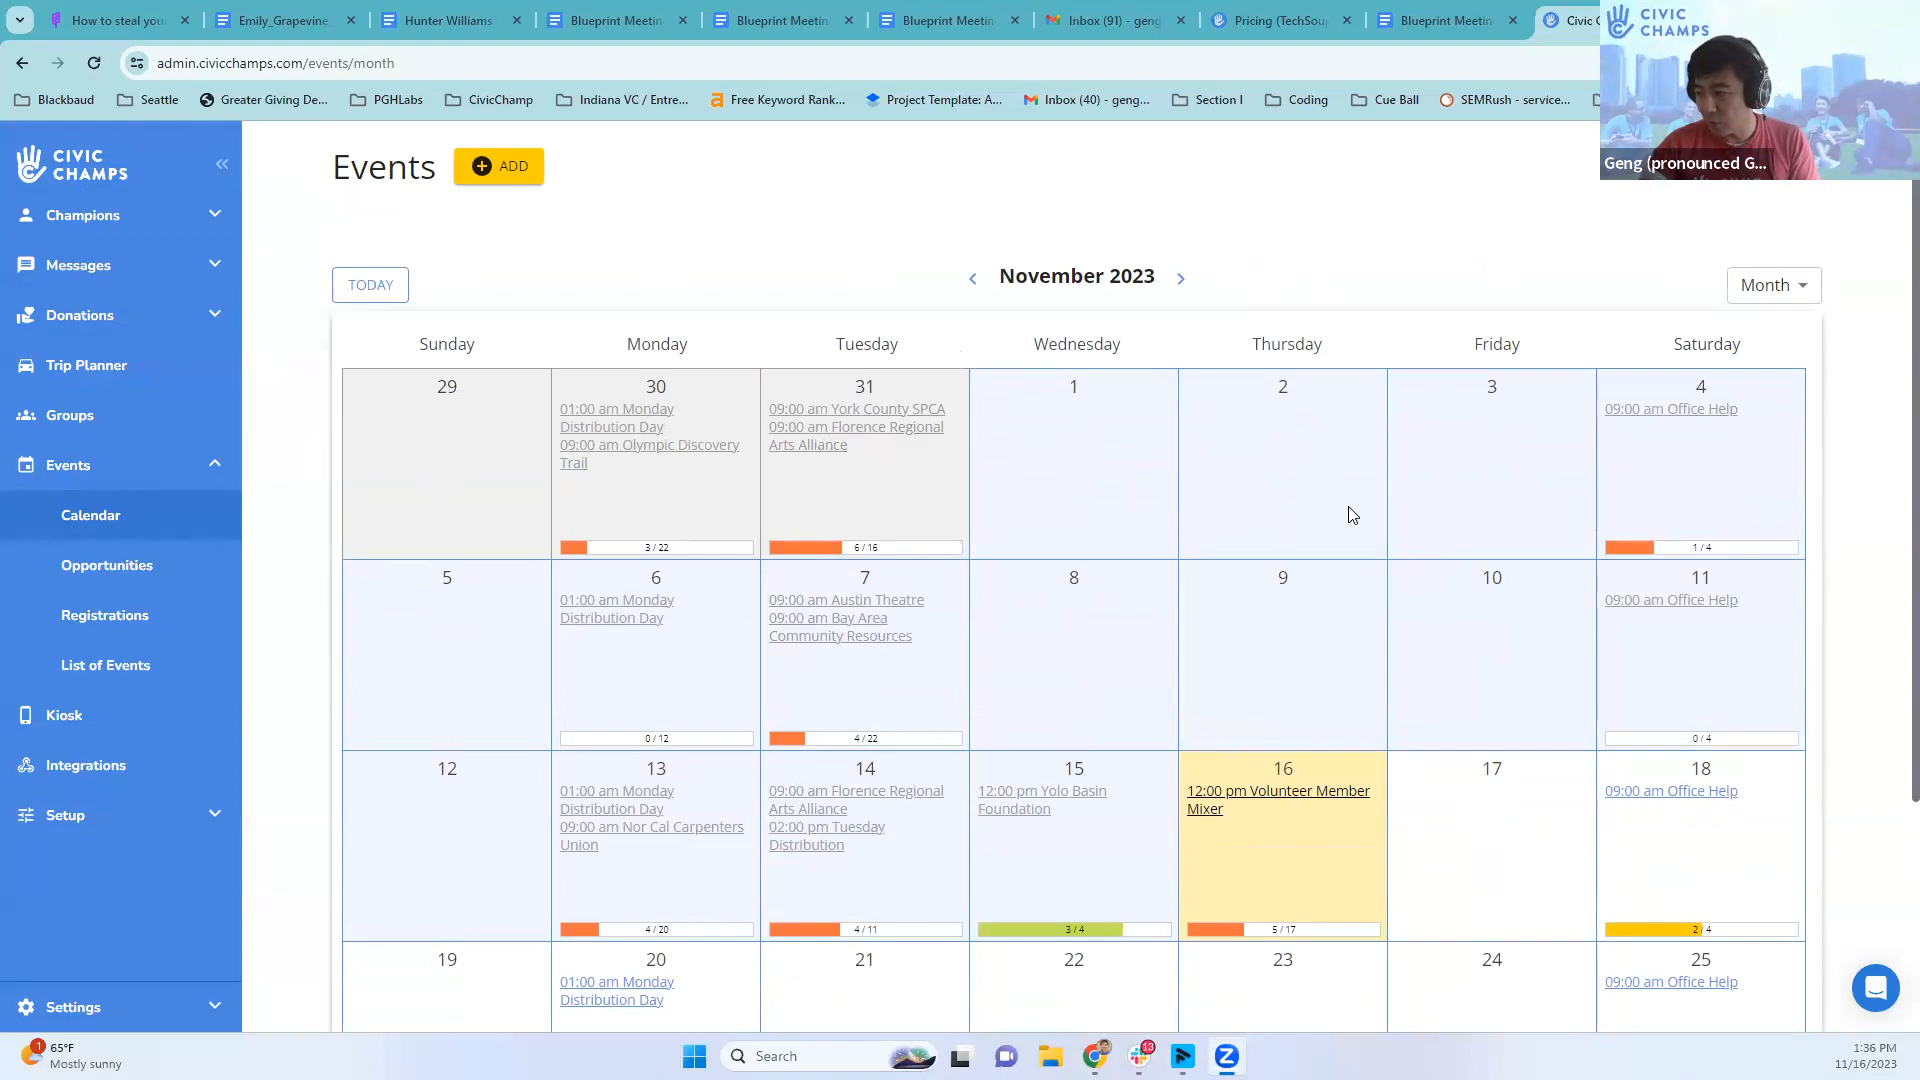 How to steal you
Emily_Grapevine
Hunter Williams
Blueprint Meetin
Blueprint Meetin
Blueprint Meetin
Inbox (91) - geng
Pricing (TechSou
Blueprint Meetin
Civic C
admin.civicchamps.com/events/month
Blackbaud
Seattle
Greater Giving De...
PGHLabs
CivicChamp
Indiana VC / Entre...
Free Keyword Rank...
Project Template: A...
Inbox (40) - geng...
Section I
Coding
Cue Ball
SEMRush - service...
CIVIC
CHAMPS
Geng (pronounced G...
CIVIC
CHAMPS
Champions
Messages
Donations
Trip Planner
Groups
Events
Calendar
Opportunities
Registrations
List of Events
Kiosk
Integrations
Setup
Settings
Events
ADD
TODAY
November 2023
Month
Sunday
Monday
Tuesday
Wednesday
Thursday
Friday
Saturday
29
30
01:00 am Monday
Distribution Day
09:00 am Olympic Discovery
Trail
3 / 22
31
09:00 am York County SPCA
09:00 am Florence Regional
Arts Alliance
6 / 16
1
2
3
4
09:00 am Office Help
1 / 4
5
6
01:00 am Monday
Distribution Day
0 / 12
7
09:00 am Austin Theatre
09:00 am Bay Area
Community Resources
4 / 22
8
9
10
11
09:00 am Office Help
0 / 4
12
13
01:00 am Monday
Distribution Day
09:00 am Nor Cal Carpenters
Union
4 / 20
14
09:00 am Florence Regional
Arts Alliance
02:00 pm Tuesday
Distribution
4 / 11
15
12:00 pm Yolo Basin
Foundation
3 / 4
16
12:00 pm Volunteer Member
Mixer
5 / 17
17
18
09:00 am Office Help
2 / 4
19
20
01:00 am Monday
Distribution Day
21
22
23
24
25
09:00 am Office Help
1
65°F
Mostly sunny
Search
13
1:36 PM
11/16/2023